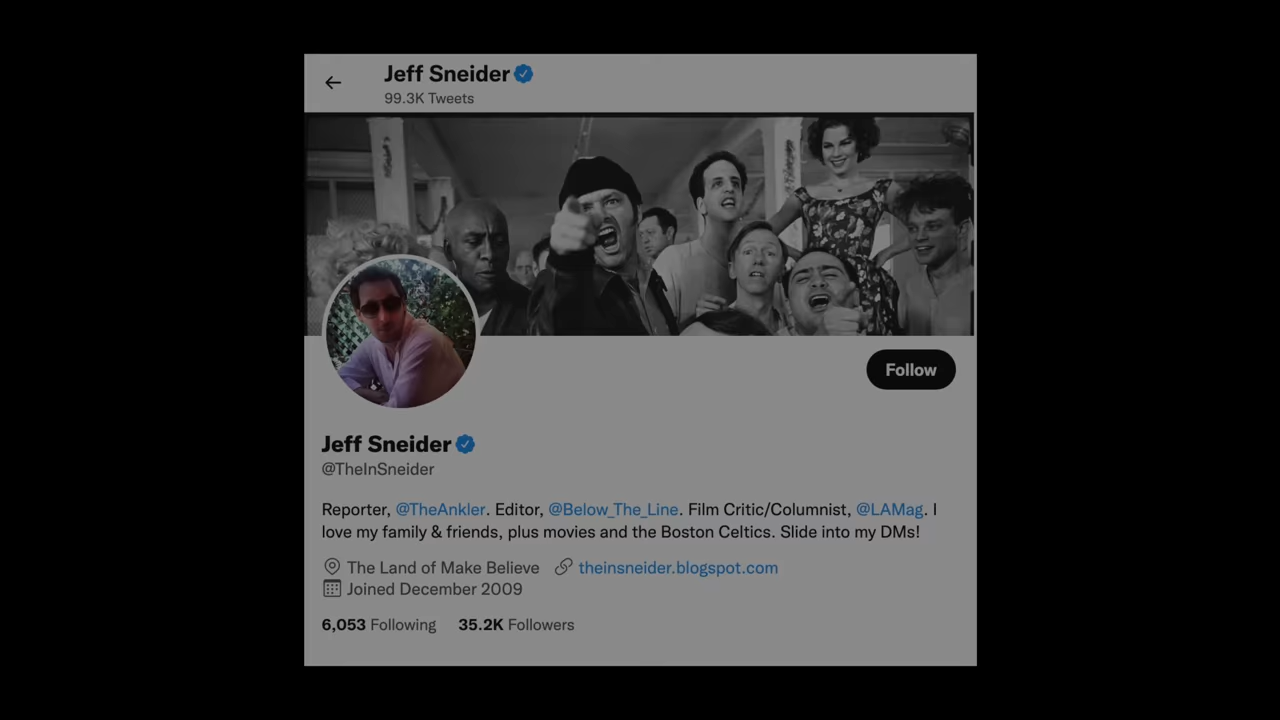 Jeff Sneider
99.3K Tweets
Follow
Jeff Sneider
@TheInSneider
Reporter, @TheAnkler. Editor, @Below_The_Line. Film Critic/Columnist, @LAMag. I
love my family & friends, plus movies and the Boston Celtics. Slide into my DMs!
The Land of Make Believe theinsneider.blogspot.com
Joined December 2009
6,053 Following 35.2K Followers